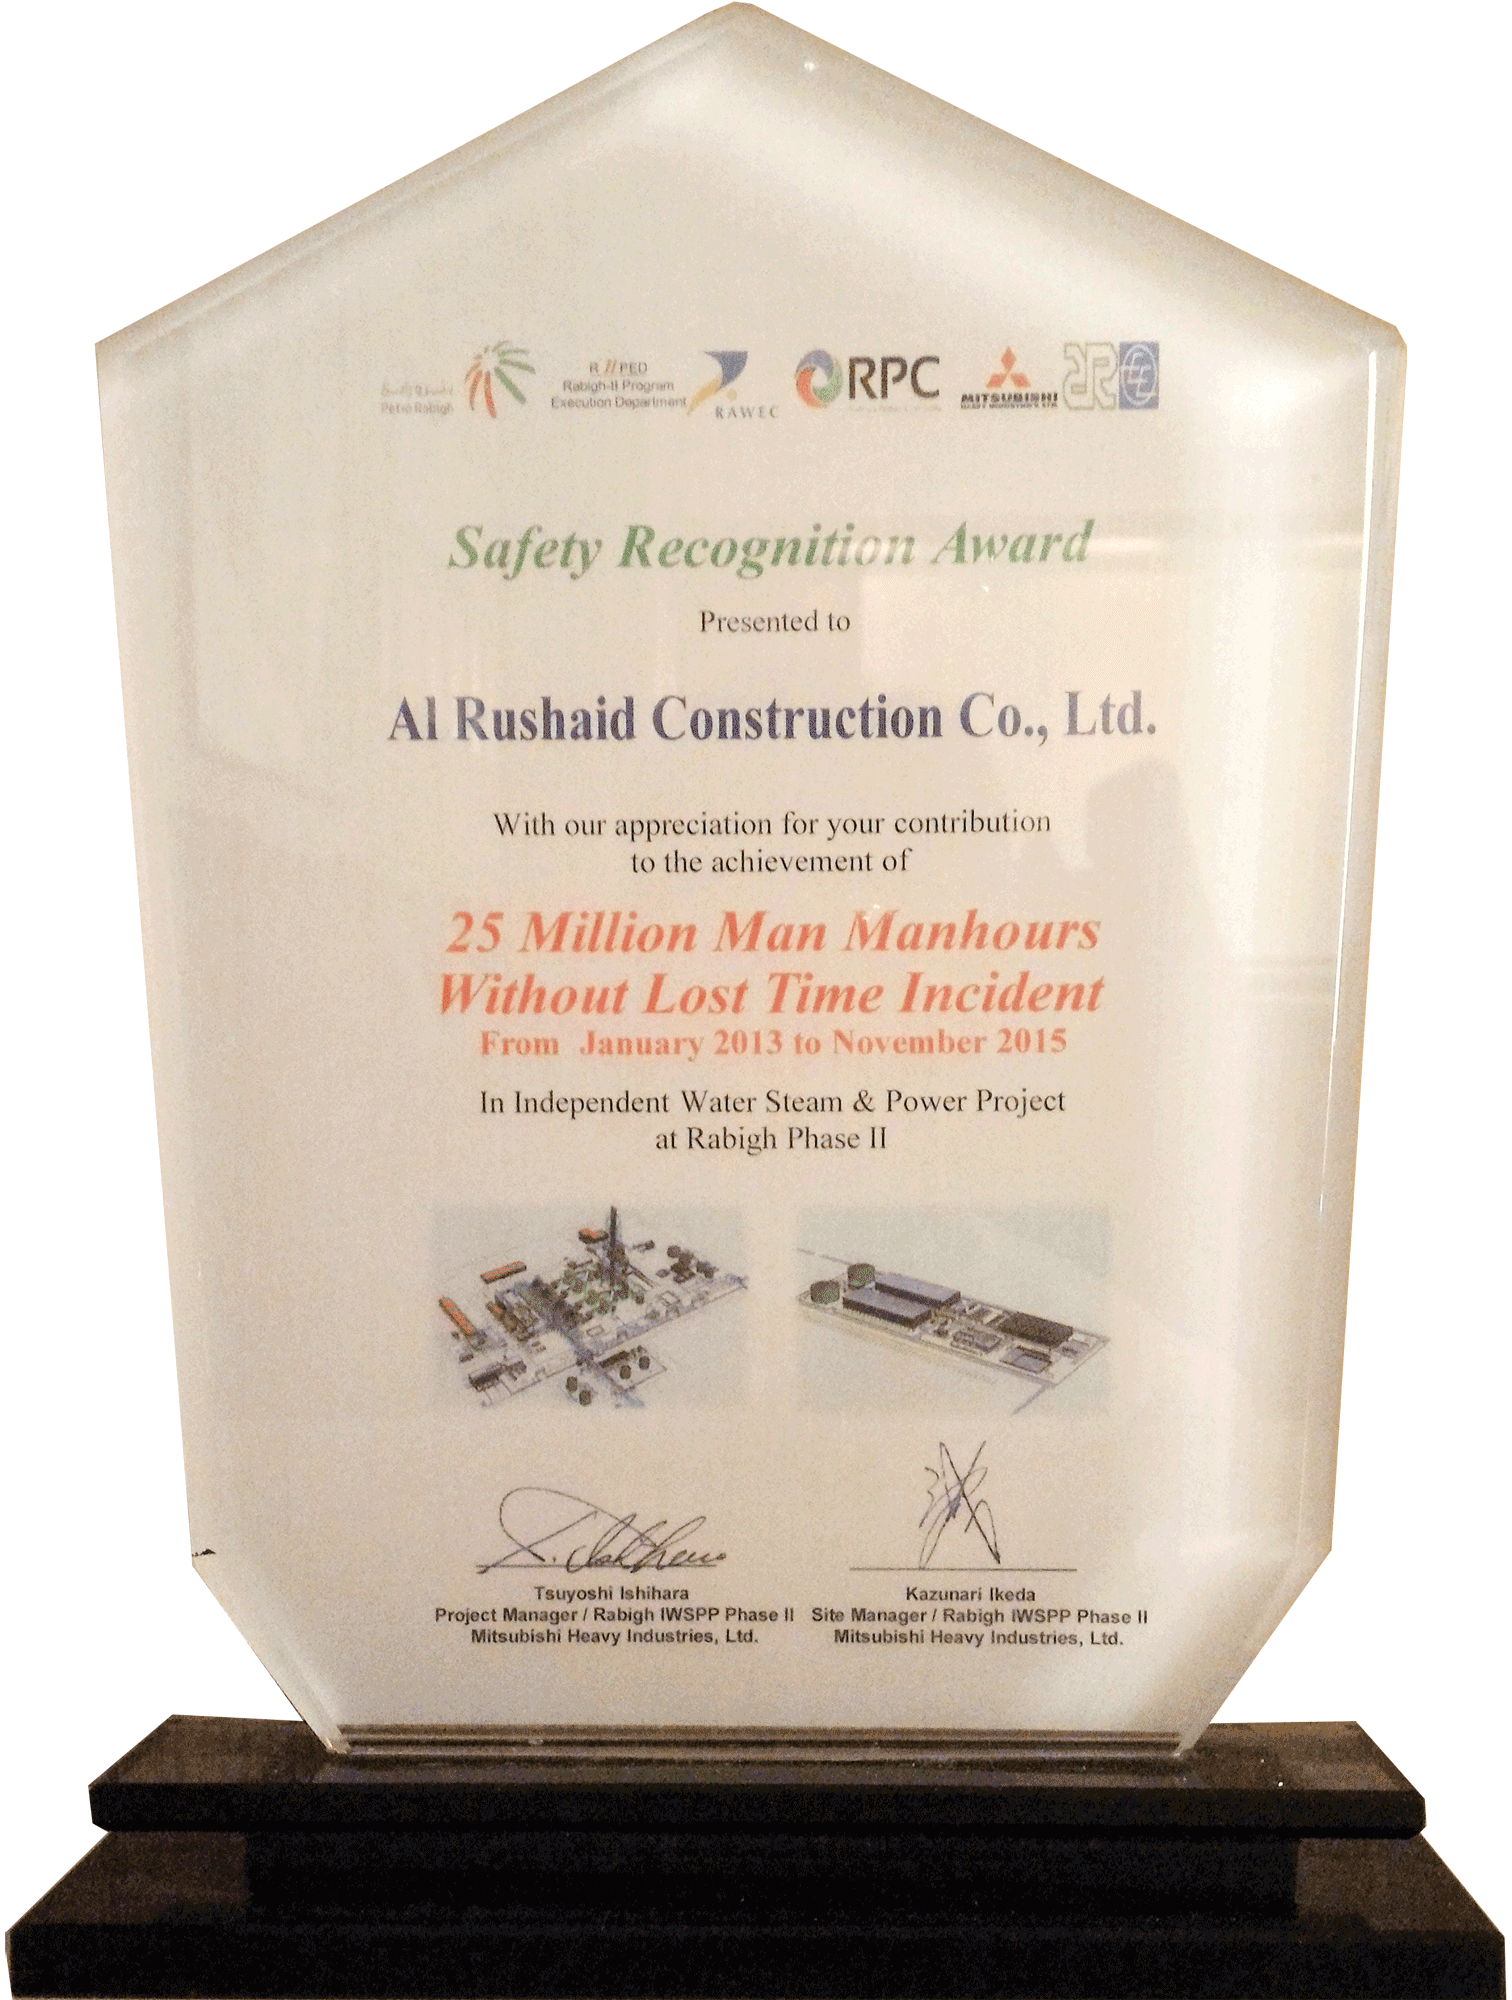 Petro Rabigh
R//PED
Rabigh-II Program
Execution Department
RAWEC
RPC
MITSUBISHI
Safety Recognition Award
Presented to
Al Rushaid Construction Co., Ltd.
With our appreciation for your contribution
to the achievement of
25 Million Man Manhours
Without Lost Time Incident
From January 2013 to November 2015
In Independent Water Steam & Power Project
at Rabigh Phase II
T. Ishihara
Tsuyoshi Ishihara
Project Manager / Rabigh IWSPP Phase II
Mitsubishi Heavy Industries, Ltd.
Kazunari Ikeda
Site Manager / Rabigh IWSPP Phase II
Mitsubishi Heavy Industries, Ltd.